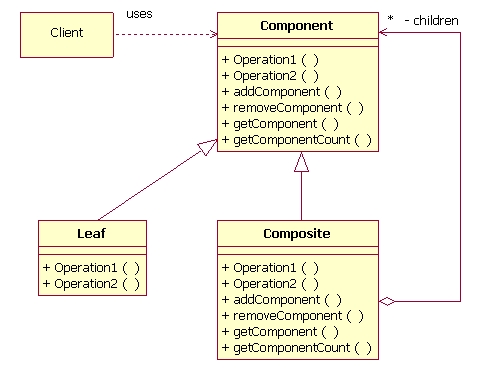 uses
Client
Component
* - children
+ Operation1 ( )
+ Operation2 ( )
+ addComponent ( )
+ removeComponent ( )
+ getComponent ( )
+ getComponentCount ( )
Leaf
+ Operation1 ( )
+ Operation2 ( )
Composite
+ Operation1 ( )
+ Operation2 ( )
+ addComponent ( )
+ removeComponent ( )
+ getComponent ( )
+ getComponentCount ( )